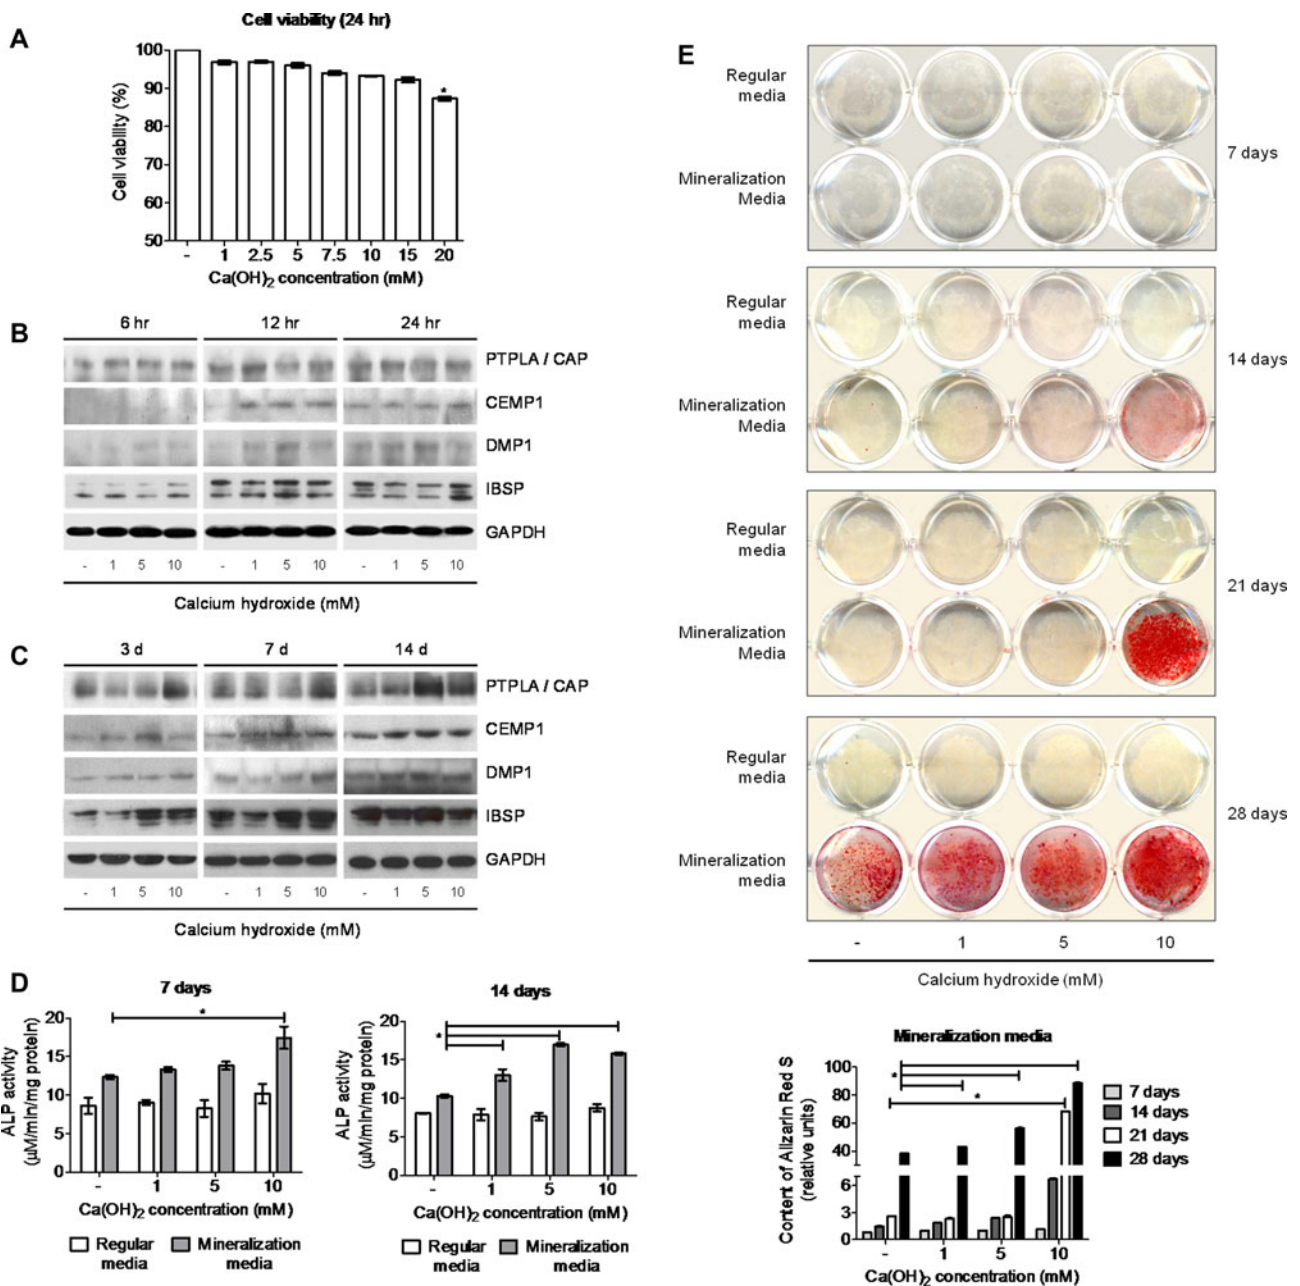 A
Cell viability (24 hr)
Cell viability (%)
100
90
80
70
60
50
*
- 1 2.5 5 7.5 10 15 20
Ca(OH)2 concentration (mM)
B
6 hr 12 hr 24 hr
PTPLA / CAP
CEMP1
DMP1
IBSP
GAPDH
- 1 5 10 - 1 5 10 - 1 5 10
Calcium hydroxide (mM)
C
3 d 7 d 14 d
PTPLA / CAP
CEMP1
DMP1
IBSP
GAPDH
- 1 5 10 - 1 5 10 - 1 5 10
Calcium hydroxide (mM)
D
7 days
ALP activity
(µM/min/mg protein)
20
15
10
5
0
*
- 1 5 10
Ca(OH)2 concentration (mM)
Regular media
Mineralization media
14 days
ALP activity
(µM/min/mg protein)
20
15
10
5
0
*
- 1 5 10
Ca(OH)2 concentration (mM)
Regular media
Mineralization media
E
Regular
media
Mineralization
Media
7 days
Regular
media
Mineralization
Media
14 days
Regular
media
Mineralization
Media
21 days
Regular
media
Mineralization
media
28 days
- 1 5 10
Calcium hydroxide (mM)
Mineralization media
Content of Alizarin Red S
(relative units)
100
80
60
40
6
3
0
*
*
- 1 5 10
Ca(OH)2 concentration (mM)
7 days
14 days
21 days
28 days